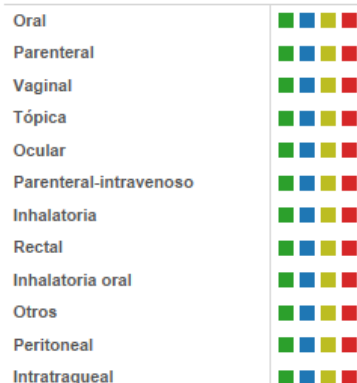 Oral
Parenteral
Vaginal
Tópica
Ocular
Parenteral-intravenoso
Inhalatoria
Rectal
Inhalatoria oral
Otros
Peritoneal
Intratraqueal